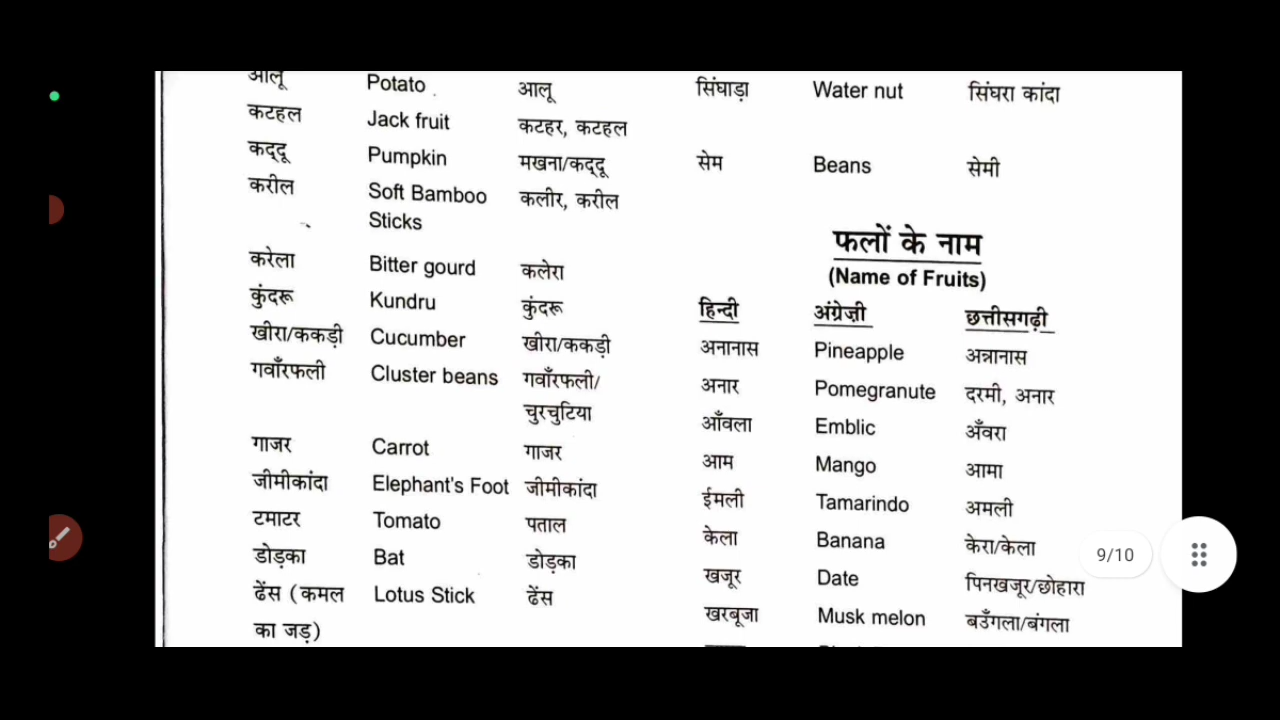 आलू Potato आलू
कटहल Jack fruit कटहर, कटहल
कद्दू Pumpkin मखना/कद्दू
करील Soft Bamboo Sticks कलीर, करील
करेला Bitter gourd कलेरा
कुंदरू Kundru कुंदरू
खीरा/ककड़ी Cucumber खीरा/ककड़ी
गवाँरफली Cluster beans गवाँरफली/
चुरचुटिया
गाजर Carrot गाजर
जीमीकांदा Elephant's Foot जीमीकांदा
टमाटर Tomato पताल
डोड़का Bat डोड़का
ढेंस (कमल Lotus Stick ढेंस
का जड़)
सिंघाड़ा Water nut सिंघरा कांदा
सेम Beans सेमी
फलों के नाम
(Name of Fruits)
हिन्दी अंग्रेज़ी छत्तीसगढ़ी
अनानास Pineapple अन्नानास
अनार Pomegranute दरमी, अनार
आँवला Emblic अँवरा
आम Mango आमा
ईमली Tamarindo अमली
केला Banana केरा/केला
खजूर Date पिनखजूर/छोहारा
खरबूजा Musk melon बउँगला/बंगला
9/10